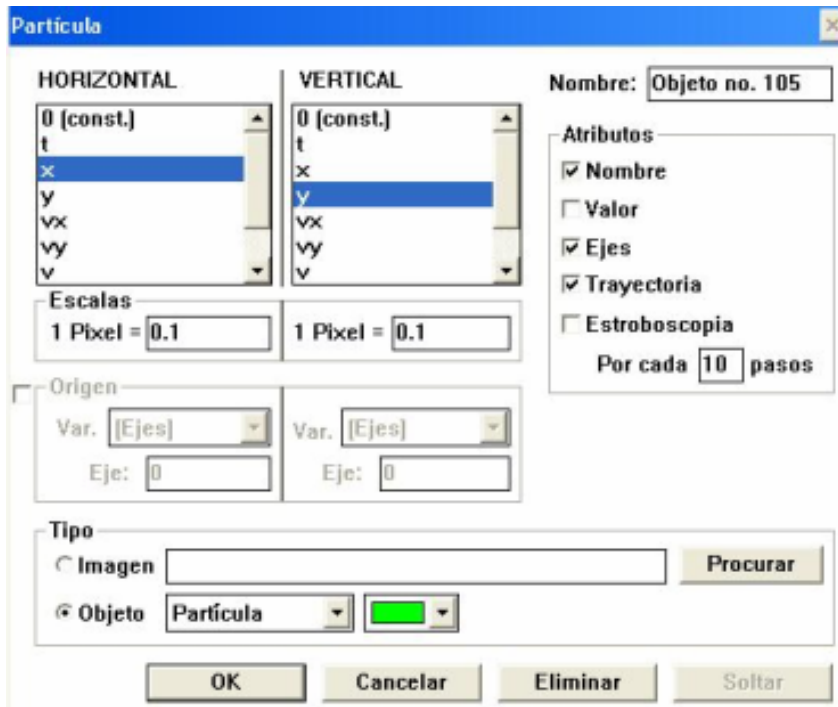 Partícula
HORIZONTAL
0 (const.)
t
x
y
vx
vy
v
VERTICAL
0 (const.)
t
x
y
vx
vy
v
Nombre: Objeto no. 105
Atributos
Nombre
Valor
Ejes
Trayectoria
Estroboscopia
Por cada 10 pasos
Escalas
1 Pixel = 0.1
1 Pixel = 0.1
Origen
Var. [Ejes]
Var. [Ejes]
Eje: 0
Eje: 0
Tipo
Imagen
Procurar
Objeto Partícula
OK
Cancelar
Eliminar
Soltar